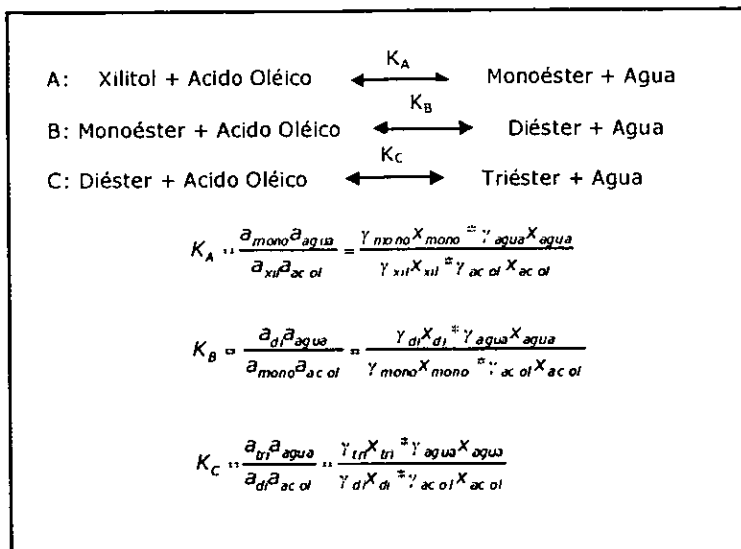 K_A
A: Xilitol + Acido Oléico ⟷ Monoéster + Agua
K_B
B: Monoéster + Acido Oléico ⟷ Diéster + Agua
K_C
C: Diéster + Acido Oléico ⟷ Triéster + Agua
K_A = a_mono a_agua / a_xil a_ac ol = γ_mono x_mono * γ_agua x_agua / γ_xil x_xil * γ_ac ol x_ac ol
K_B = a_di a_agua / a_mono a_ac ol = γ_di x_di * γ_agua x_agua / γ_mono x_mono * γ_ac ol x_ac ol
K_C = a_tri a_agua / a_di a_ac ol = γ_tri x_tri * γ_agua x_agua / γ_di x_di * γ_ac ol x_ac ol